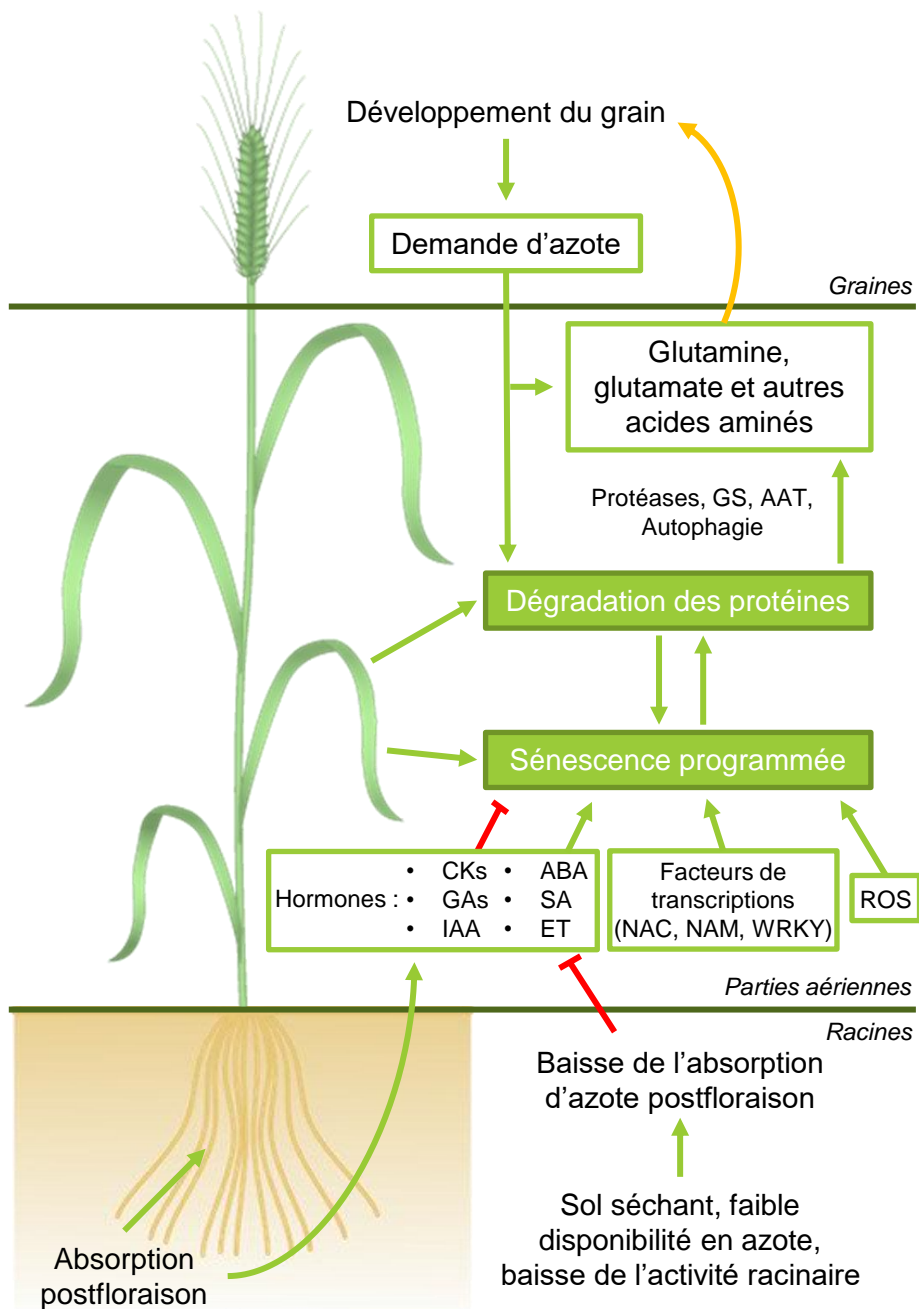 Développement du grain
Demande d'azote
Graines
Glutamine,
glutamate et autres
acides aminés
Protéases, GS, AAT,
Autophagie
Dégradation des protéines
Sénescence programmée
Hormones :
• CKs • ABA
• GAs • SA
• IAA • ET
Facteurs de
transcriptions
(NAC, NAM, WRKY)
ROS
Parties aériennes
Racines
Baisse de l'absorption
d'azote postfloraison
Sol séchant, faible
disponibilité en azote,
baisse de l'activité racinaire
Absorption
postfloraison